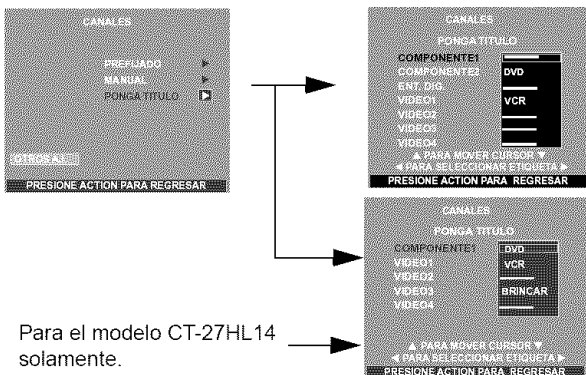 CANALES
PREFIJADO
MANUAL
PONGA TITULO
OTROS AJ.
PRESIONE ACTION PARA REGRESAR
CANALES
PONGA TITULO
COMPONENTE1
COMPONENTE2 DVD
ENT. DIG.
VIDEO1 VCR
VIDEO2
VIDEO3
VIDEO4
▲ PARA MOVER CURSOR ▼
◄ PARA SELECCIONAR ETIQUETA ►
PRESIONE ACTION PARA REGRESAR
CANALES
PONGA TITULO
COMPONENTE1 DVD
VIDEO1 VCR
VIDEO2
VIDEO3 BRINCAR
VIDEO4
▲ PARA MOVER CURSOR ▼
◄ PARA SELECCIONAR ETIQUETA ►
PRESIONE ACTION PARA REGRESAR
Para el modelo CT-27HL14
solamente.